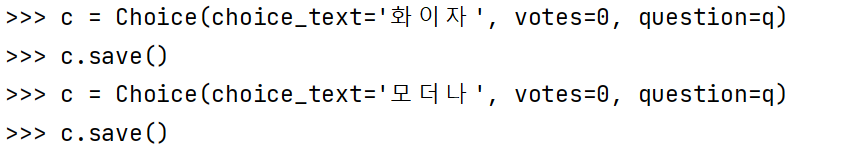 >>> c = Choice(choice_text='화이자', votes=0, question=q)
>>> c.save()
>>> c = Choice(choice_text='모더나', votes=0, question=q)
>>> c.save()